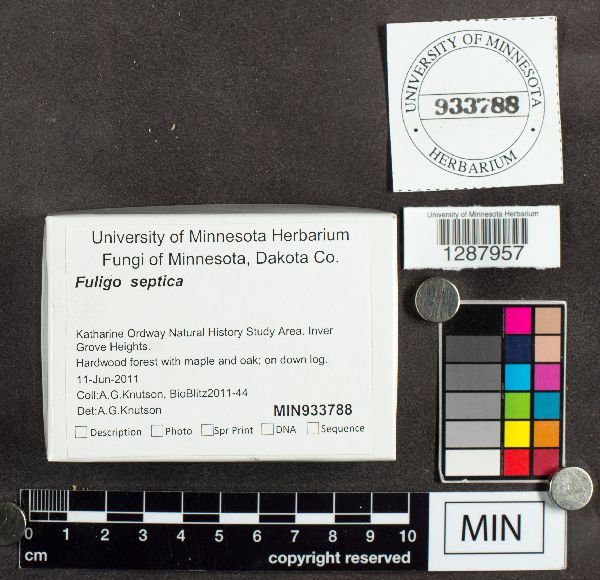 UNIVERSITY OF MINNESOTA
933788
HERBARIUM
University of Minnesota Herbarium
1287957
University of Minnesota Herbarium
Fungi of Minnesota, Dakota Co.
Fuligo septica
Katharine Ordway Natural History Study Area. Inver
Grove Heights.
Hardwood forest with maple and oak; on down log.
11-Jun-2011
Coll:A.G.Knutson, BioBlitz2011-44
Det:A.G.Knutson MIN933788
Description Photo Spr Print DNA Sequence
0 1 2 3 4 5 6 7 8 9 10
cm copyright reserved
MIN